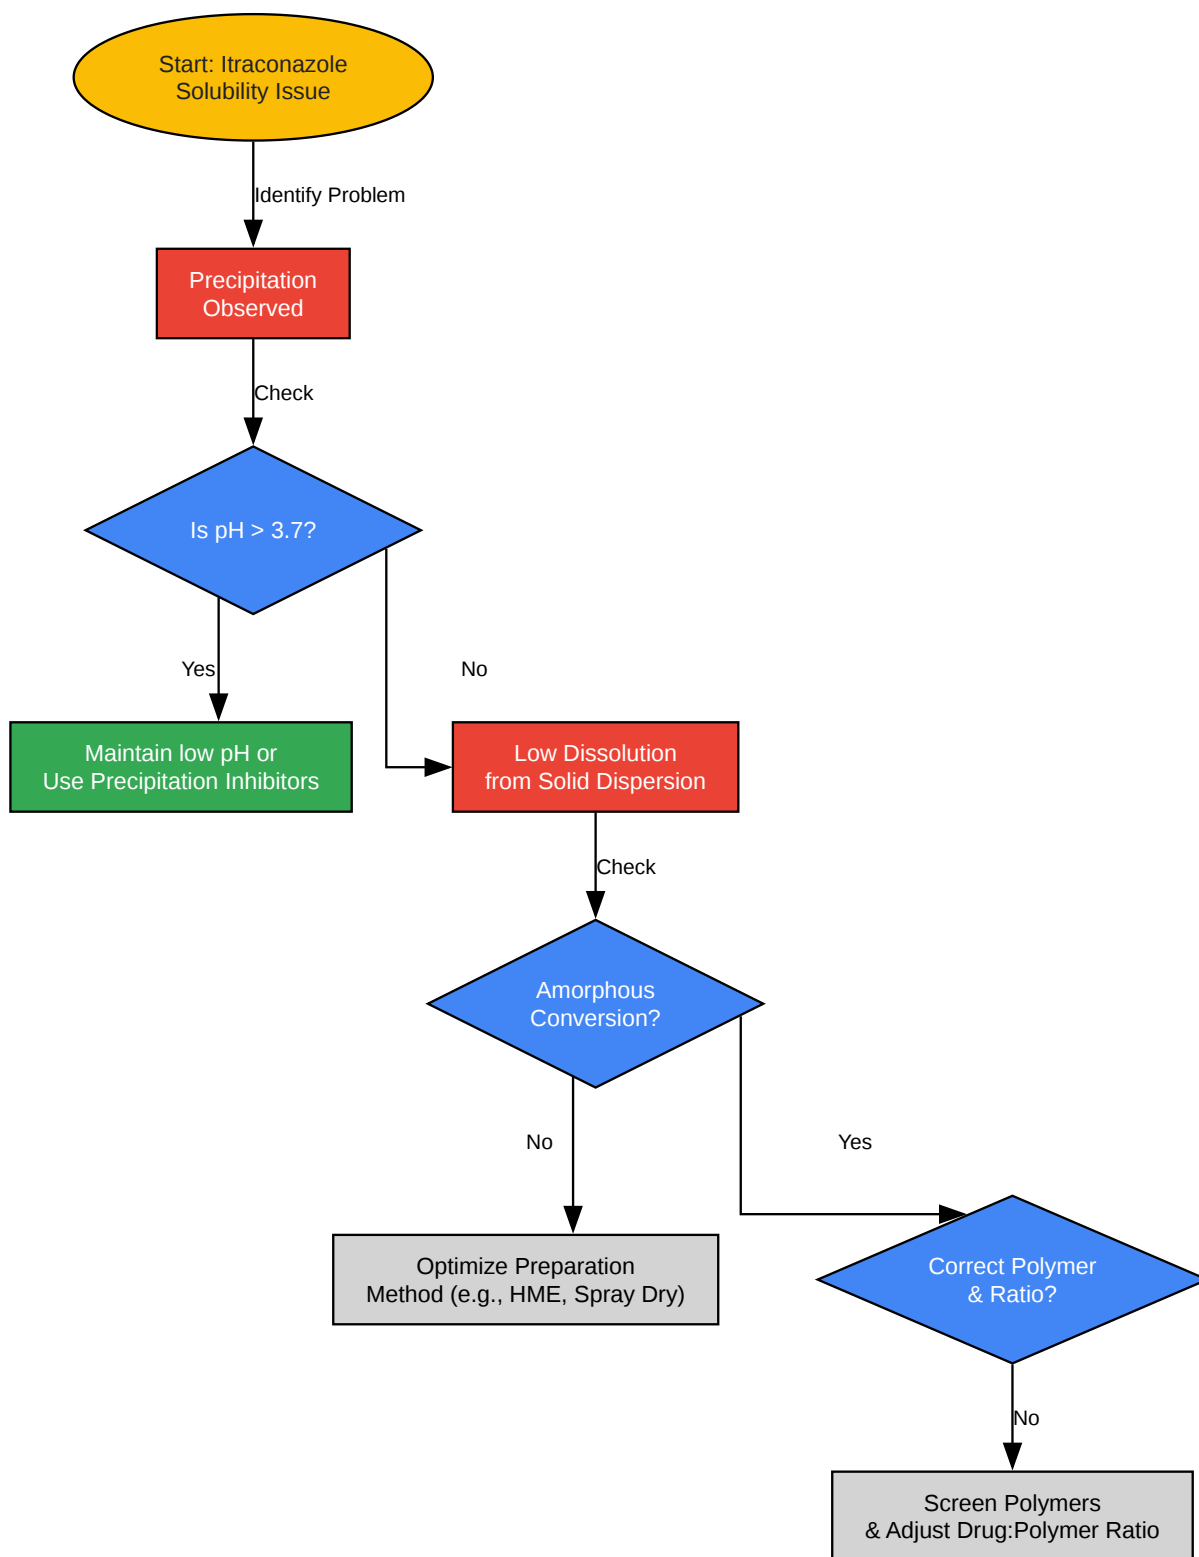 Start: Itraconazole
Solubility Issue
Identify Problem
Precipitation
Observed
Check
Is pH > 3.7?
Yes
No
Maintain low pH or
Use Precipitation Inhibitors
Low Dissolution
from Solid Dispersion
Check
Amorphous
Conversion?
No
Yes
Optimize Preparation
Method (e.g., HME, Spray Dry)
Correct Polymer
& Ratio?
No
Screen Polymers
& Adjust Drug:Polymer Ratio